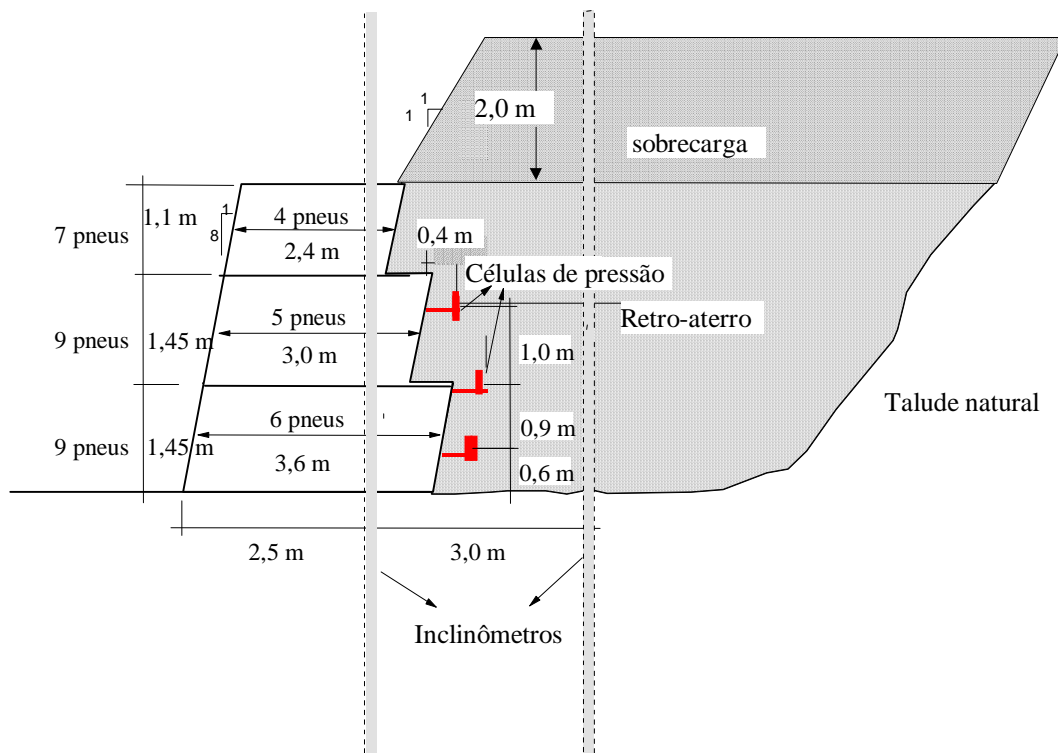 1
1
2,0 m
sobrecarga
7 pneus
1,1 m
1
8
4 pneus
2,4 m
0,4 m
Células de pressão
Retro-aterro
9 pneus
1,45 m
5 pneus
3,0 m
1,0 m
Talude natural
9 pneus
1,45 m
6 pneus
3,6 m
0,9 m
0,6 m
2,5 m
3,0 m
Inclinômetros